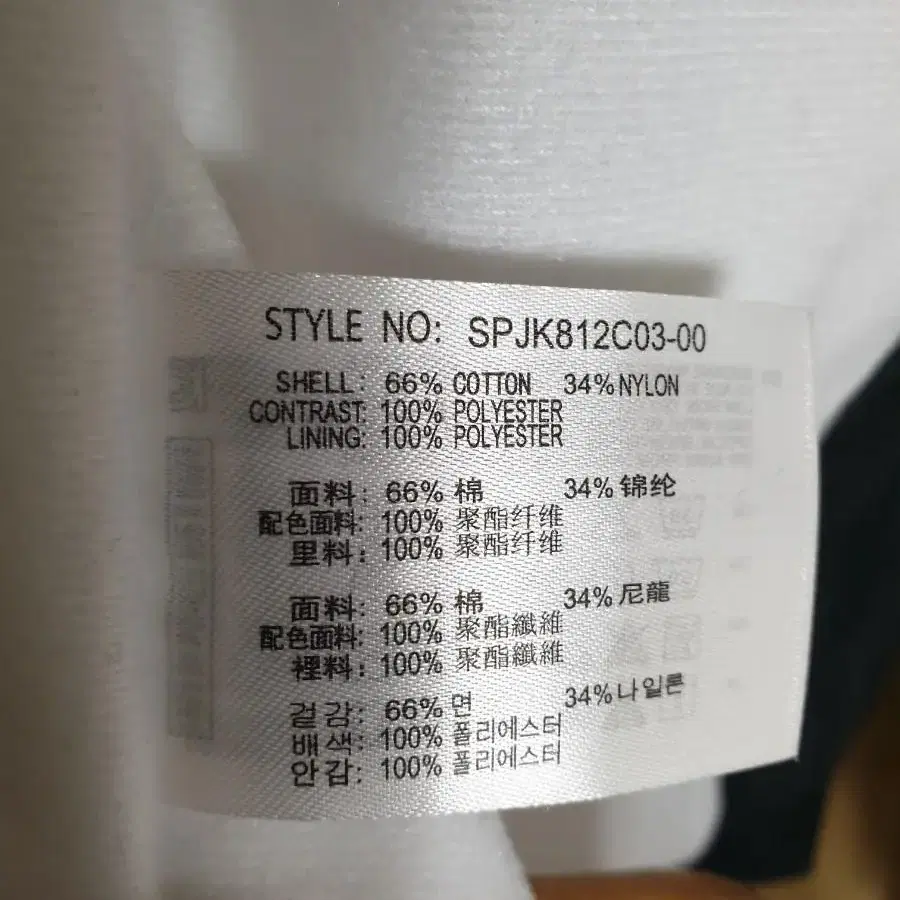 STYLE NO: SPJK812C03-00
SHELL: 66% COTTON 34% NYLON
CONTRAST: 100% POLYESTER
LINING: 100% POLYESTER
面料: 66% 棉 34% 锦纶
配色面料: 100% 聚酯纤维
里料: 100% 聚酯纤维
面料: 66% 棉 34% 尼龍
配色面料: 100% 聚酯纖維
裡料: 100% 聚酯纖維
겉감: 66% 면 34% 나일론
배색: 100% 폴리에스터
안감: 100% 폴리에스터